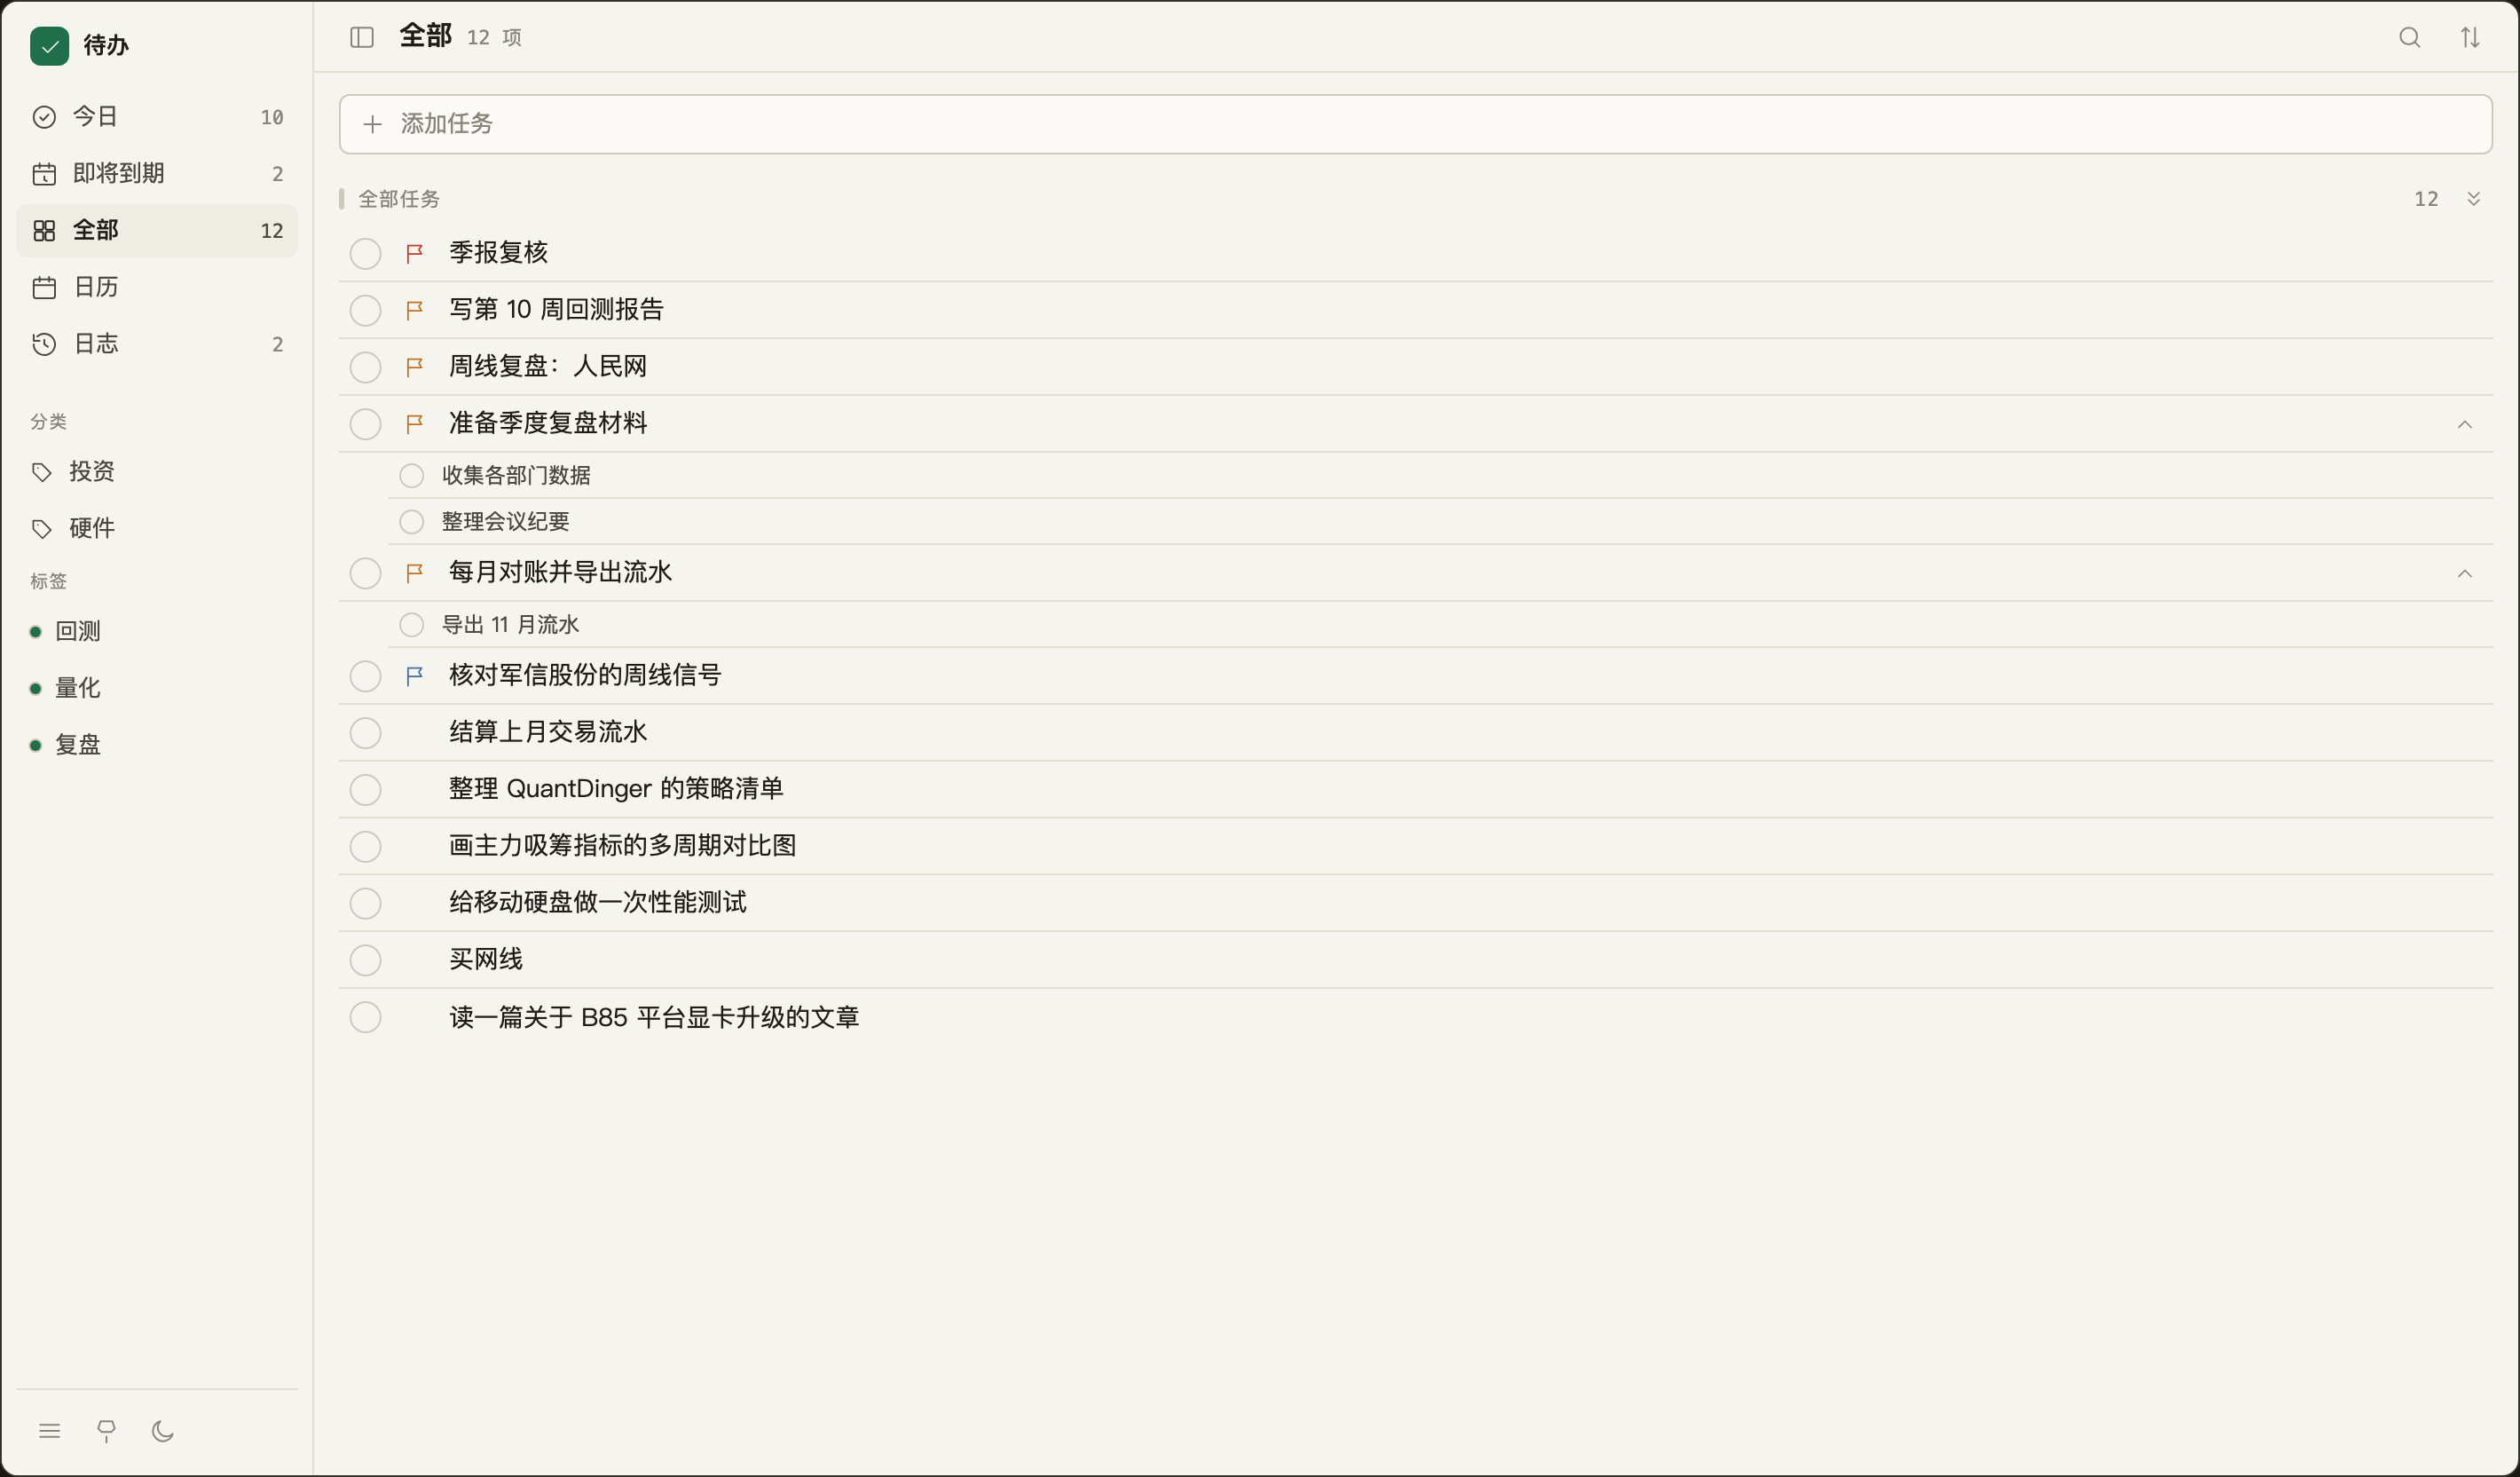 待办
今日 10
即将到期 2
全部 12
日历
日志 2
分类
投资
硬件
标签
回测
量化
复盘
全部 12 项
添加任务
全部任务 12
季报复核
写第 10 周回测报告
周线复盘：人民网
准备季度复盘材料
收集各部门数据
整理会议纪要
每月对账并导出流水
导出 11 月流水
核对军信股份的周线信号
结算上月交易流水
整理 QuantDinger 的策略清单
画主力吸筹指标的多周期对比图
给移动硬盘做一次性能测试
买网线
读一篇关于 B85 平台显卡升级的文章